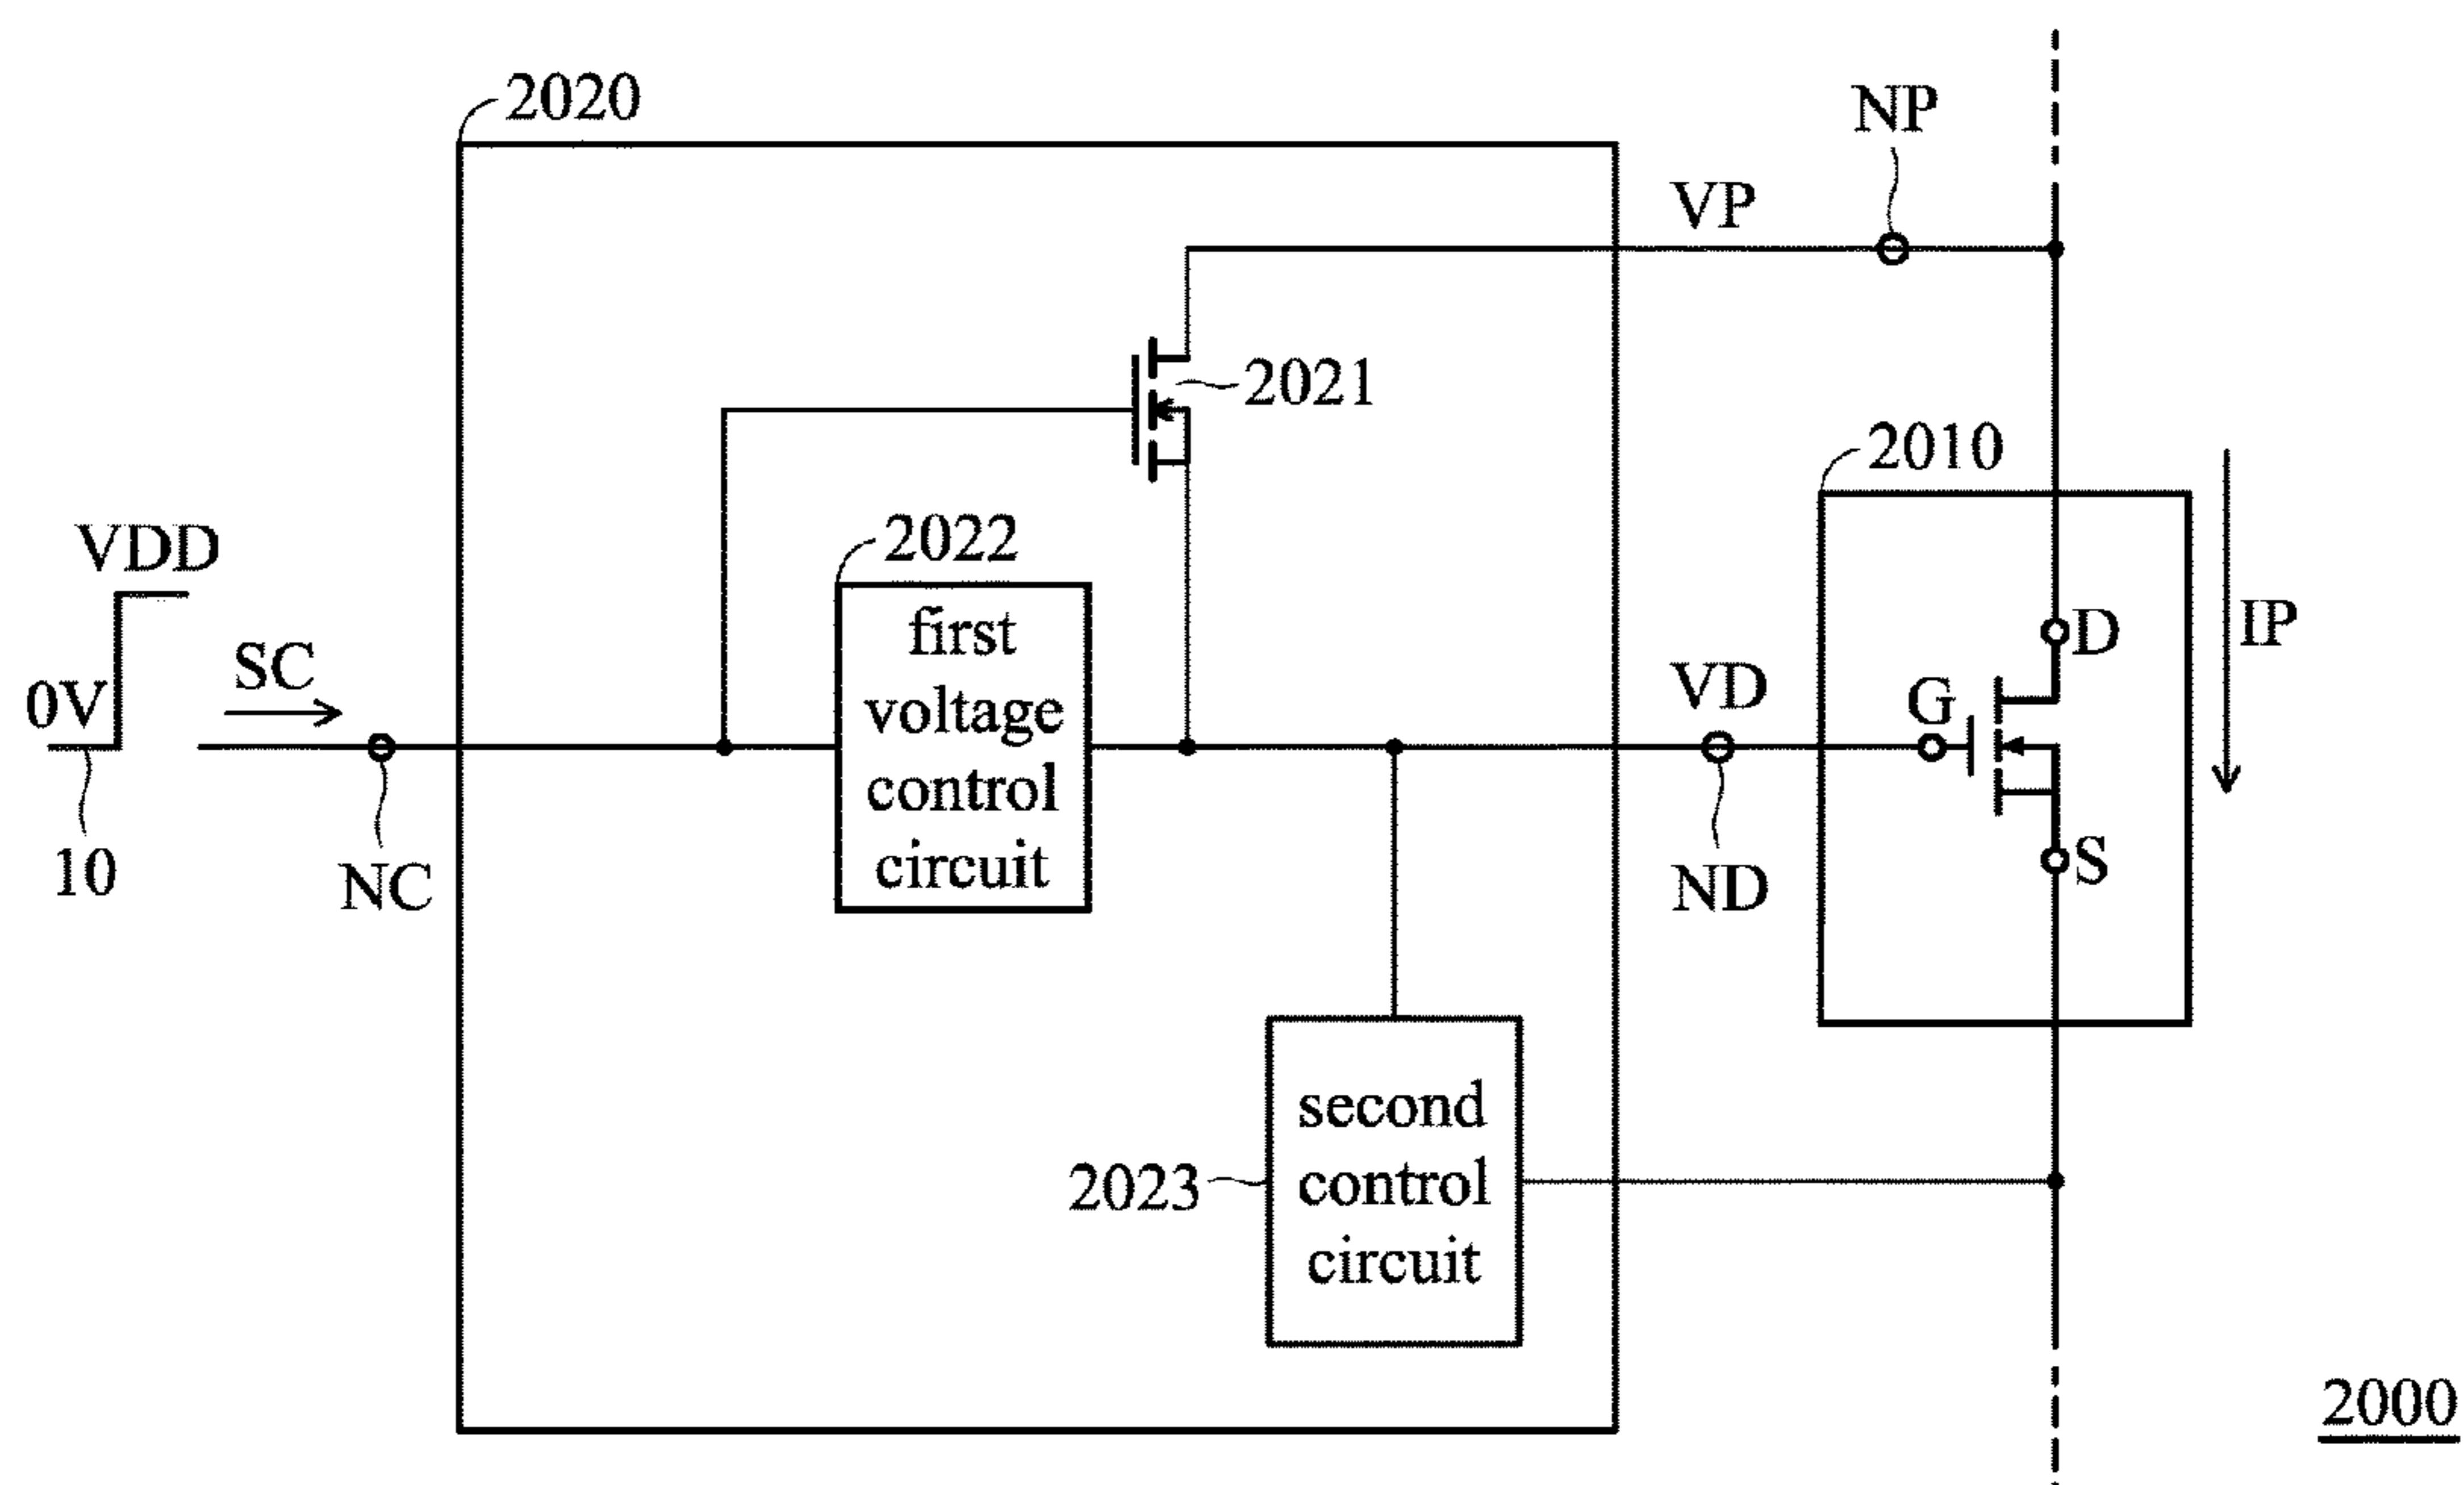 2020
NP
VP
2021
2010
VDD
2022
first
voltage
control
circuit
D
IP
SC
0V
VD
G
10
NC
ND
S
second
control
circuit
2023
2000